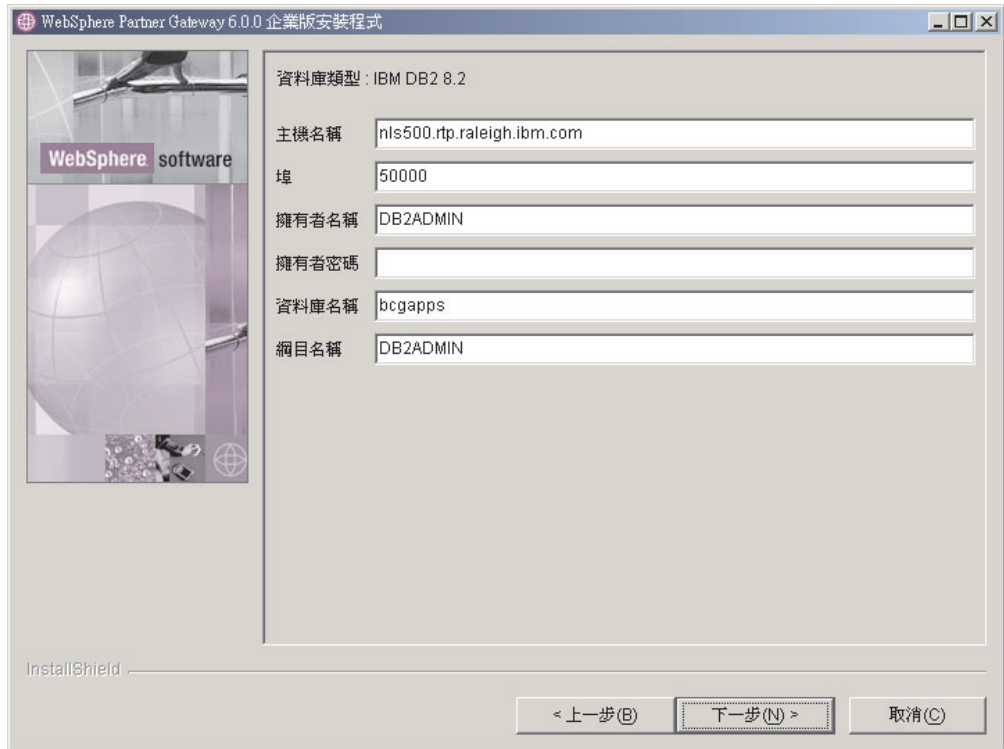 WebSphere Partner Gateway 6.0.0 企業版安裝程式
WebSphere software
資料庫類型 : IBM DB2 8.2
主機名稱 nls500.rtp.raleigh.ibm.com
埠 50000
擁有者名稱 DB2ADMIN
擁有者密碼
資料庫名稱 bcgapps
綱目名稱 DB2ADMIN
InstallShield
< 上一步(B) 下一步(N) > 取消(C)